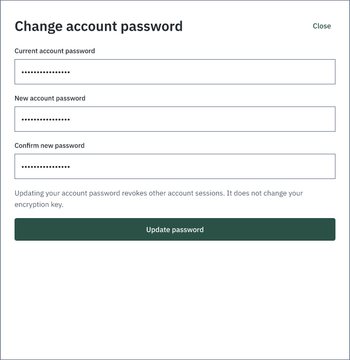 Change account password
Close
Current account password
••••••••••••••••
New account password
••••••••••••••••
Confirm new password
••••••••••••••••
Updating your account password revokes other account sessions. It does not change your
encryption key.
Update password